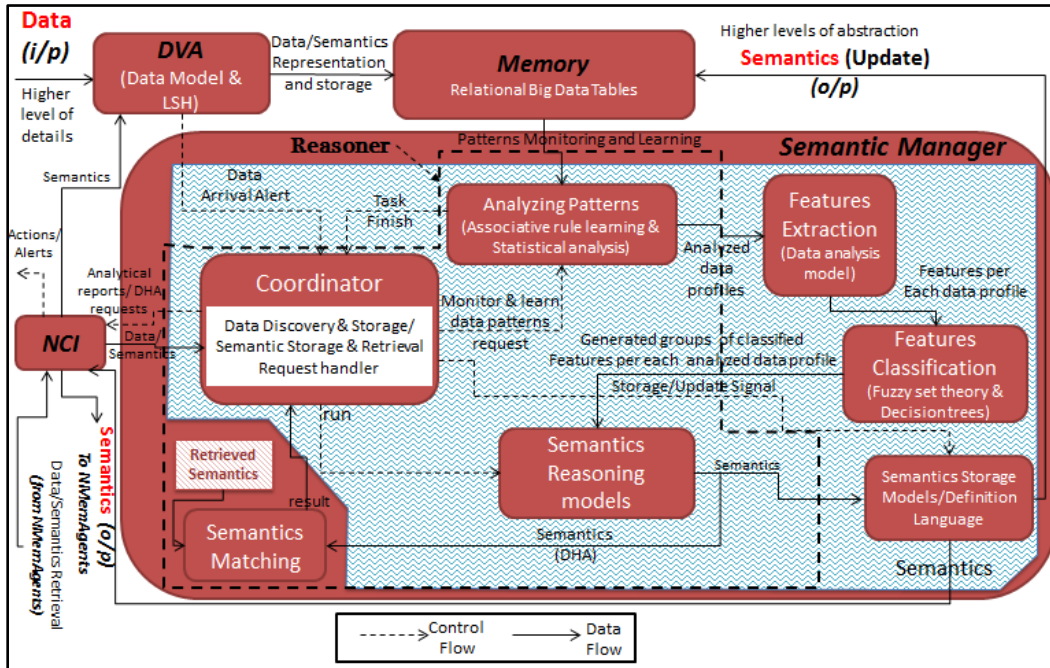 Data
(i/p)
Higher
level of
details
DVA
(Data Model &
LSH)
Data/Semantics
Representation
and storage
Memory
Relational Big Data Tables
Higher levels of abstraction
Semantics (Update)
(o/p)
Semantics
Reasoner
Patterns Monitoring and Learning
Semantic Manager
Data
Arrival Alert
Task
Finish
Analyzing Patterns
(Associative rule learning &
Statistical analysis)
Analyzed
data
profiles
Features
Extraction
(Data analysis
model)
Features per
Each data profile
Actions/
Alerts
Analytical
reports/ DHA
requests
NCI
Data/
Semantics
Coordinator
Data Discovery & Storage/
Semantic Storage & Retrieval
Request handler
Monitor & learn
data patterns
request
Generated groups of classified
Features per each analyzed data profile
Storage/Update Signal
Features
Classification
(Fuzzy set theory &
Decision trees)
run
Retrieved
Semantics
result
Semantics
Matching
Semantics
Reasoning
models
Semantics
Semantics
(DHA)
Semantics Storage
Models/Definition
Language
Semantics
Semantics (o/p)
To NMemAgents
Data/Semantics Retrieval
(from NMemAgents)
Control
Flow
Data
Flow